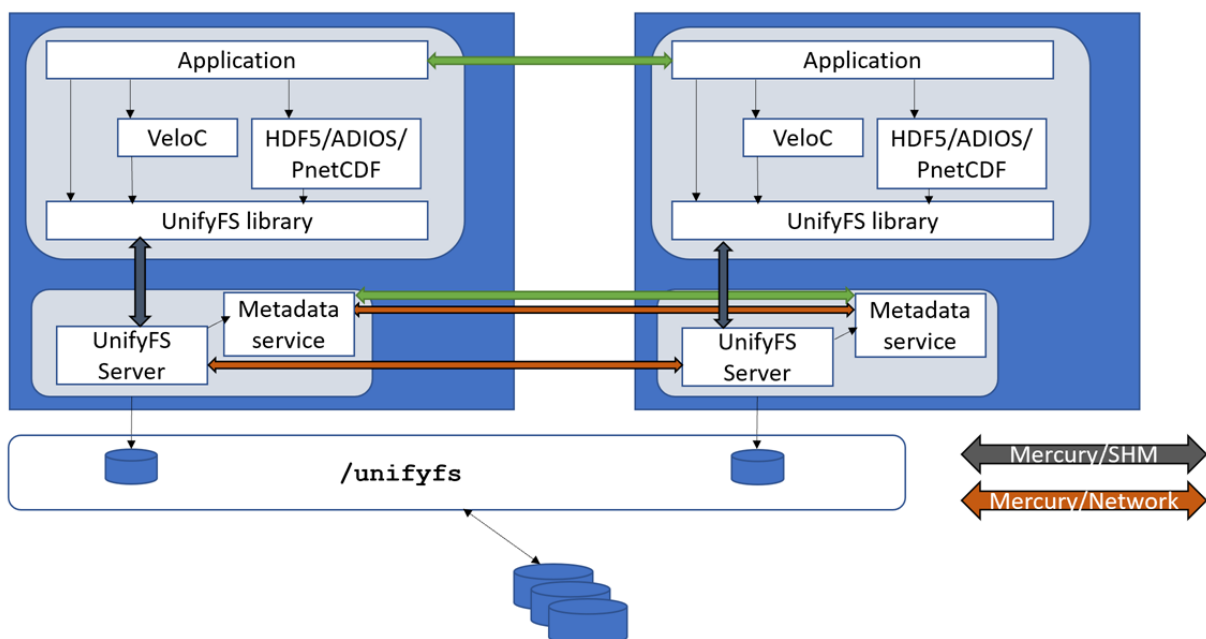 Application
VeloC
HDF5/ADIOS/
PnetCDF
UnifyFS library
Metadata
service
UnifyFS
Server
Application
VeloC
HDF5/ADIOS/
PnetCDF
UnifyFS library
Metadata
service
UnifyFS
Server
/unifyfs
Mercury/SHM
Mercury/Network